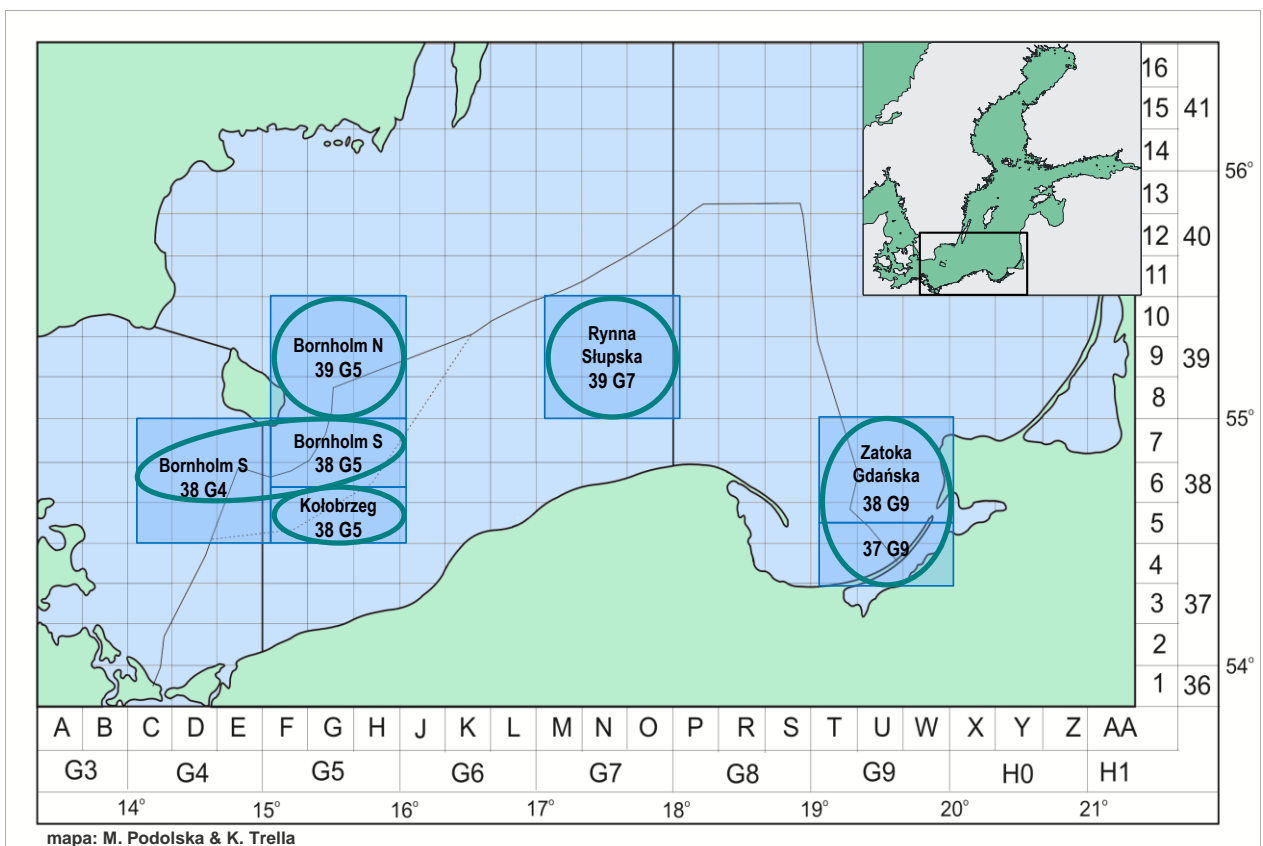 16
15 41
14
56°
13
12 40
11
10
Bornholm N
39 G5
Rynna
Słupska
39 G7
9 39
8
55°
7
Bornholm S
38 G5
Bornholm S
38 G4
Zatoka
Gdańska
38 G9
6 38
Kołobrzeg
38 G5
5
37 G9
4
3 37
2
54°
1 36
A B C D E F G H J K L M N O P R S T U W X Y Z AA
G3 G4 G5 G6 G7 G8 G9 H0 H1
14° 15° 16° 17° 18° 19° 20° 21°
mapa: M. Podolska & K. Trella